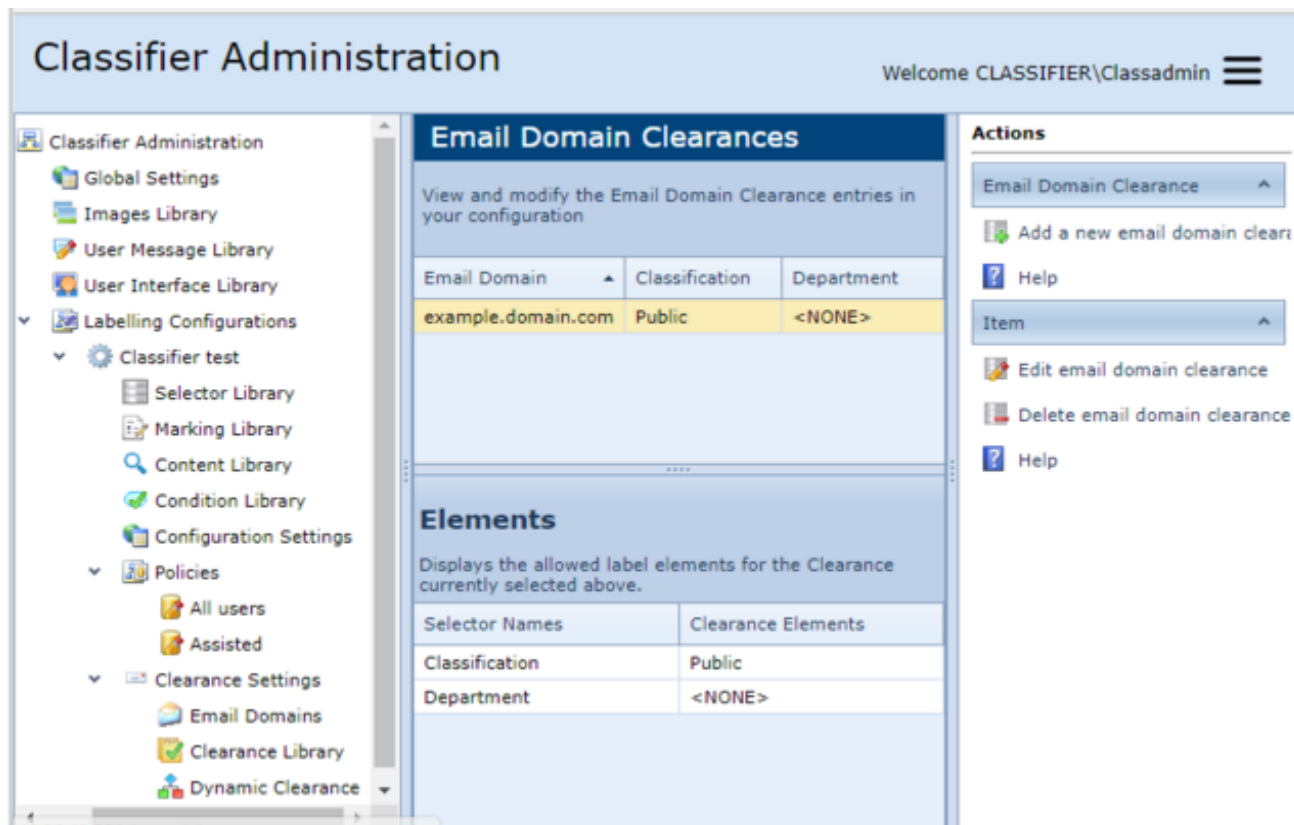 Classifier Administration
Welcome CLASSIFIER\Classadmin
Classifier Administration
Global Settings
Images Library
User Message Library
User Interface Library
Labelling Configurations
Classifier test
Selector Library
Marking Library
Content Library
Condition Library
Configuration Settings
Policies
All users
Assisted
Clearance Settings
Email Domains
Clearance Library
Dynamic Clearance
Email Domain Clearances
View and modify the Email Domain Clearance entries in
your configuration
Email Domain Classification Department
example.domain.com Public <NONE>
Elements
Displays the allowed label elements for the Clearance
currently selected above.
Selector Names Clearance Elements
Classification Public
Department <NONE>
Actions
Email Domain Clearance
Add a new email domain cleara
Help
Item
Edit email domain clearance
Delete email domain clearance
Help